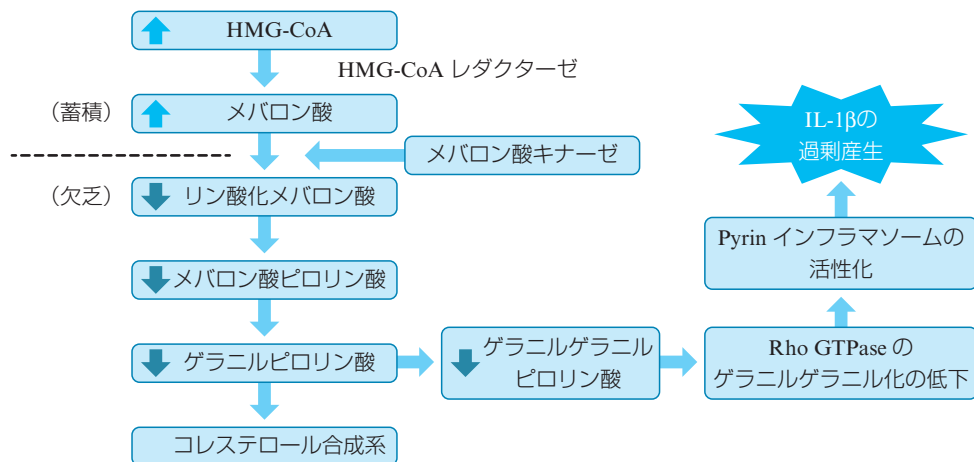 HMG-CoA
HMG-CoA レダクターゼ
（蓄積）
メバロン酸
メバロン酸キナーゼ
（欠乏）
リン酸化メバロン酸
メバロン酸ピロリン酸
ゲラニルピロリン酸
コレステロール合成系
ゲラニルゲラニル
ピロリン酸
Rho GTPase の
ゲラニルゲラニル化の低下
Pyrin インフラマソームの
活性化
IL-1βの
過剰産生